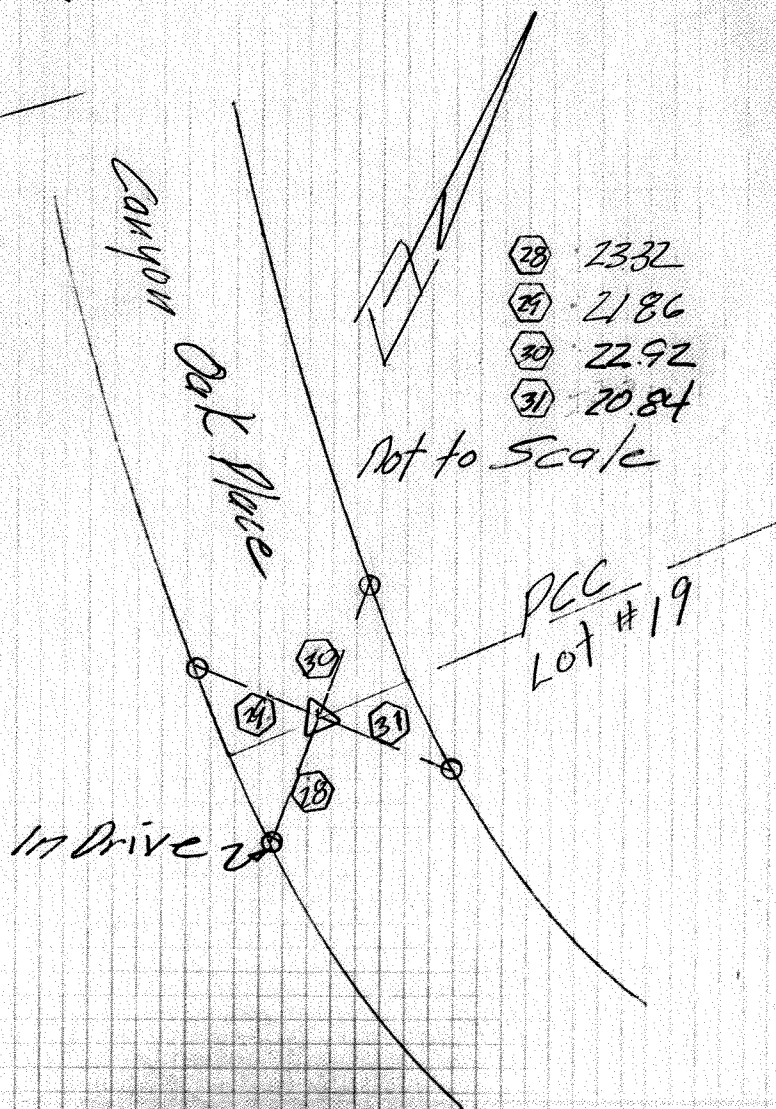 Canyon Oak Place
N
28 23.32
29 21.86
30 22.92
31 20.84
Not to Scale
PCC
Lot #19
30
29
31
28
In Drive